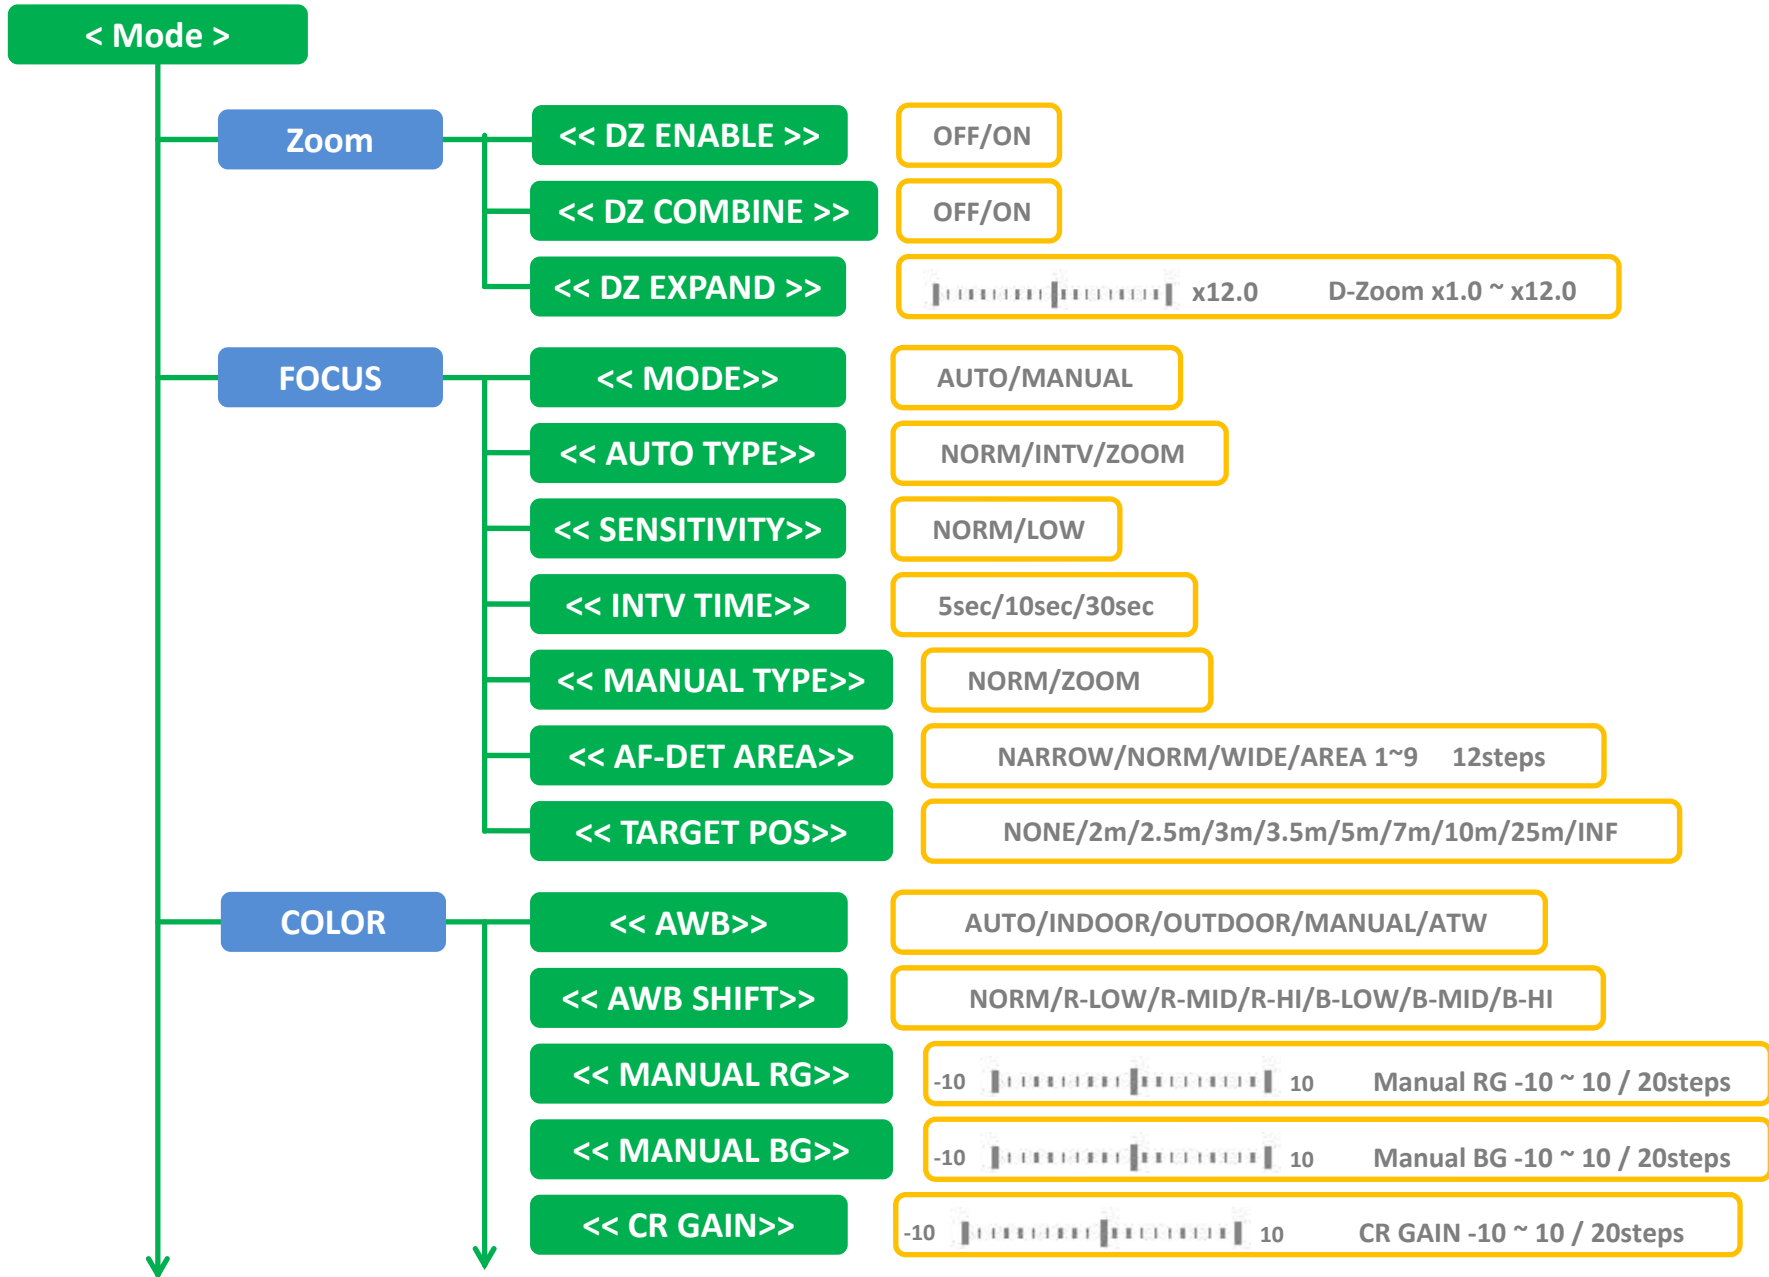 < Mode >
Zoom
<< DZ ENABLE >> OFF/ON
<< DZ COMBINE >> OFF/ON
<< DZ EXPAND >> x12.0 D-Zoom x1.0 ~ x12.0
FOCUS
<< MODE>> AUTO/MANUAL
<< AUTO TYPE>> NORM/INTV/ZOOM
<< SENSITIVITY>> NORM/LOW
<< INTV TIME>> 5sec/10sec/30sec
<< MANUAL TYPE>> NORM/ZOOM
<< AF-DET AREA>> NARROW/NORM/WIDE/AREA 1~9 12steps
<< TARGET POS>> NONE/2m/2.5m/3m/3.5m/5m/7m/10m/25m/INF
COLOR
<< AWB>> AUTO/INDOOR/OUTDOOR/MANUAL/ATW
<< AWB SHIFT>> NORM/R-LOW/R-MID/R-HI/B-LOW/B-MID/B-HI
<< MANUAL RG>> -10 10 Manual RG -10 ~ 10 / 20steps
<< MANUAL BG>> -10 10 Manual BG -10 ~ 10 / 20steps
<< CR GAIN>> -10 10 CR GAIN -10 ~ 10 / 20steps